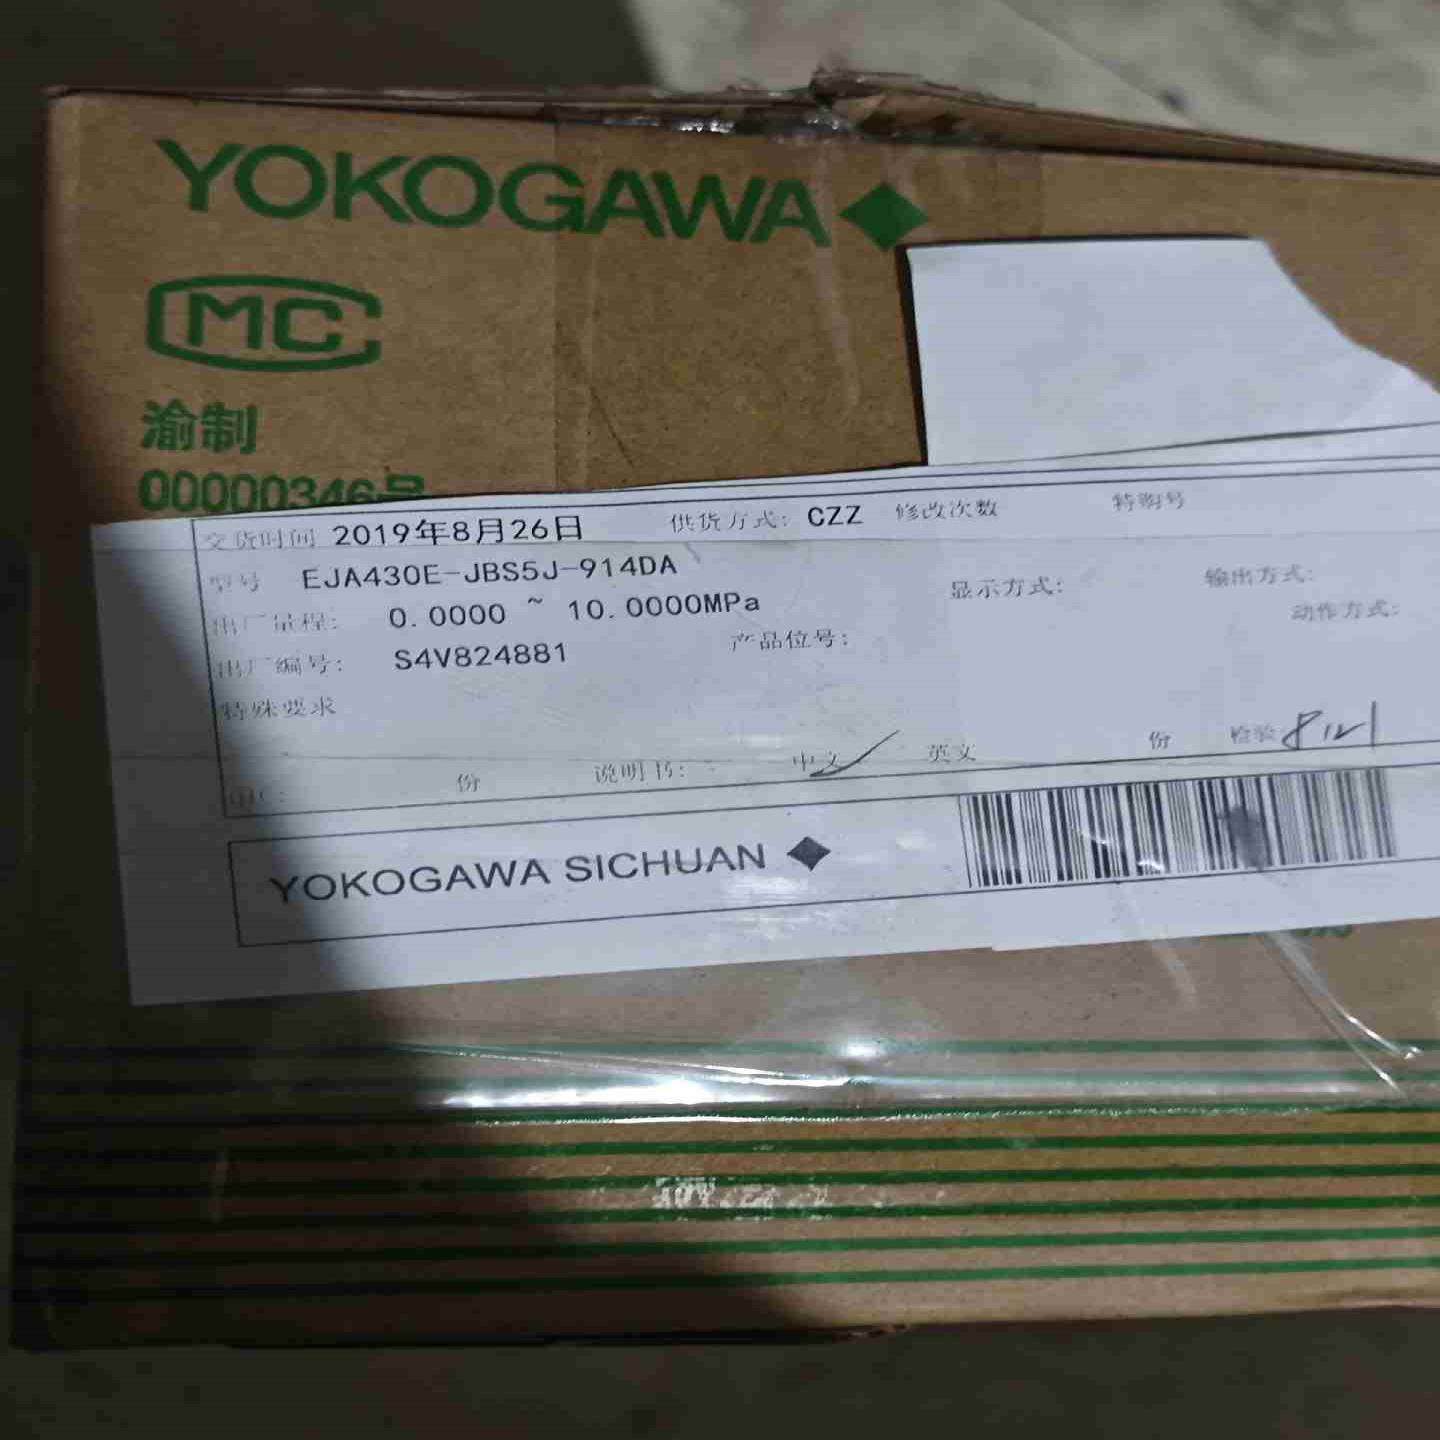 YOKOGAWA
MC
渝制
00000346号
交货时间 2019年8月26日 供货方式: CZZ 修改次数 特购号
型号 EJA430E-JBS5J-914DA 显示方式: 输出方式:
出厂量程: 0.0000 ~ 10.0000MPa 动作方式:
出厂编号: S4V824881 产品位号:
特殊要求
QIC: 份 说明书: 中文 英文 份 检验
YOKOGAWA SICHUAN